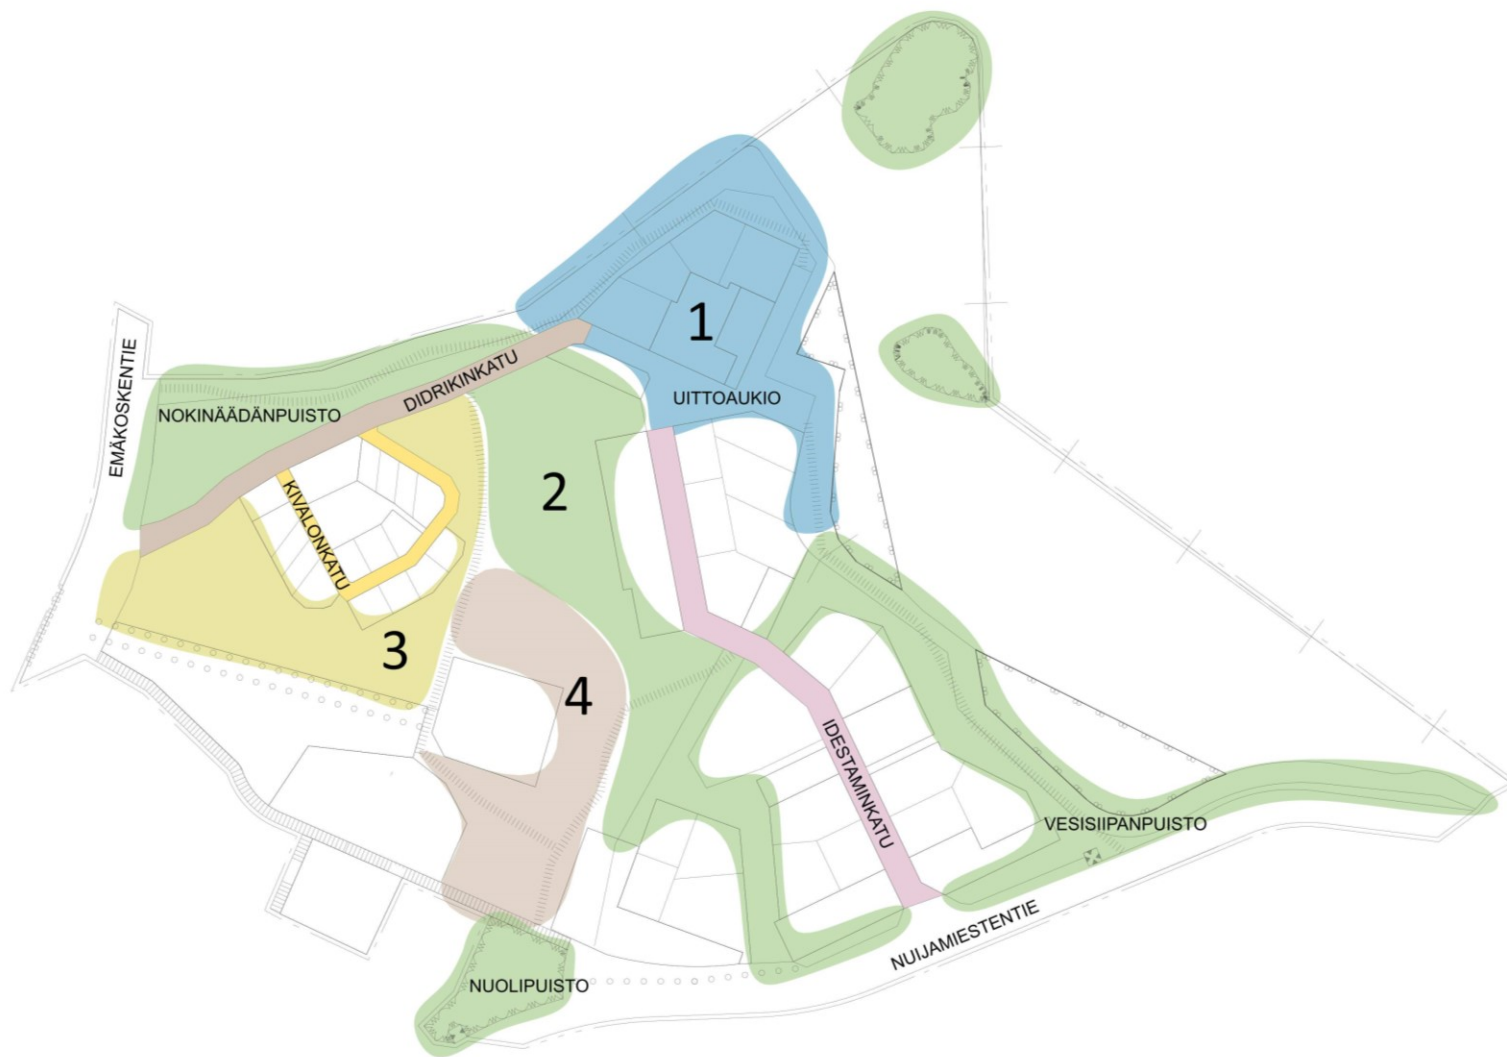 1
UITTOAUKIO
DIDRIKINKATU
NOKINÄÄDÄNPUISTO
EMÄKOSKENTIE
2
KIVALONKATU
3
4
IDESTAMINKATU
VESISIIPANPUISTO
NUIJAMIESTENTIE
NUOLIPUISTO